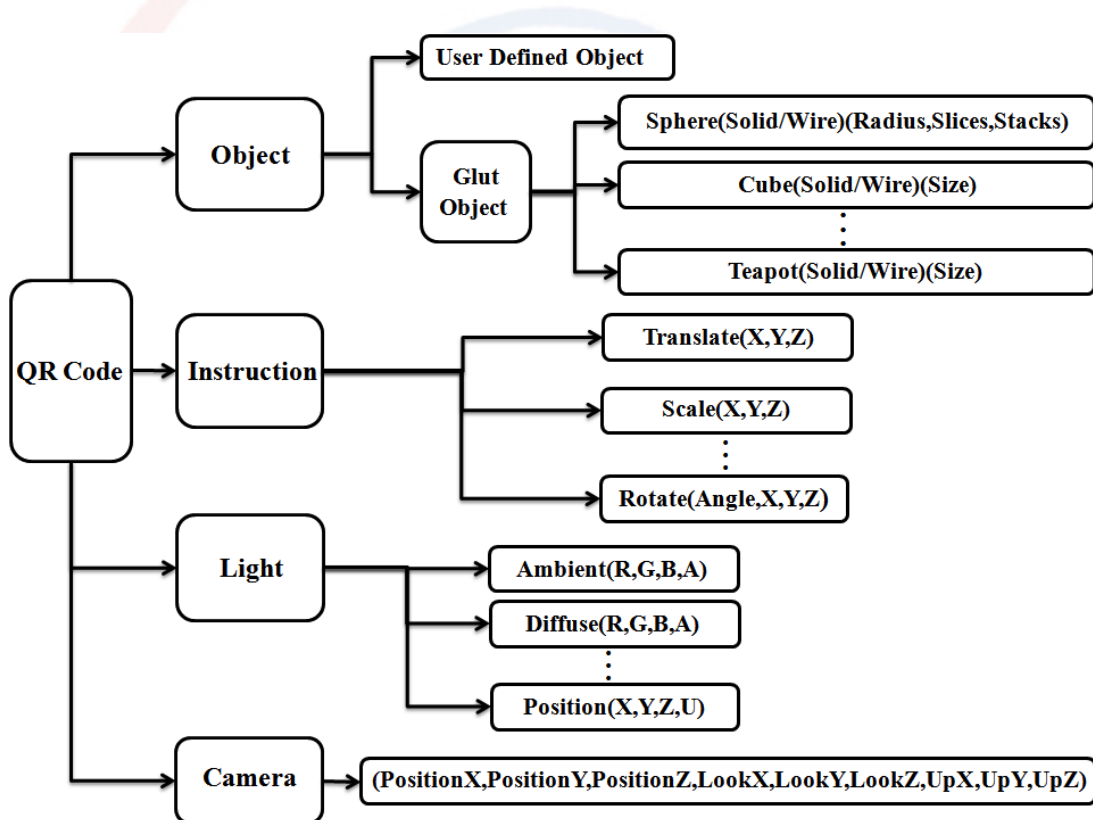 User Defined Object
Object
Sphere(Solid/Wire)(Radius,Slices,Stacks)
Glut
Object
Cube(Solid/Wire)(Size)
Teapot(Solid/Wire)(Size)
QR Code
Instruction
Translate(X,Y,Z)
Scale(X,Y,Z)
Rotate(Angle,X,Y,Z)
Light
Ambient(R,G,B,A)
Diffuse(R,G,B,A)
Position(X,Y,Z,U)
Camera
(PositionX,PositionY,PositionZ,LookX,LookY,LookZ,UpX,UpY,UpZ)